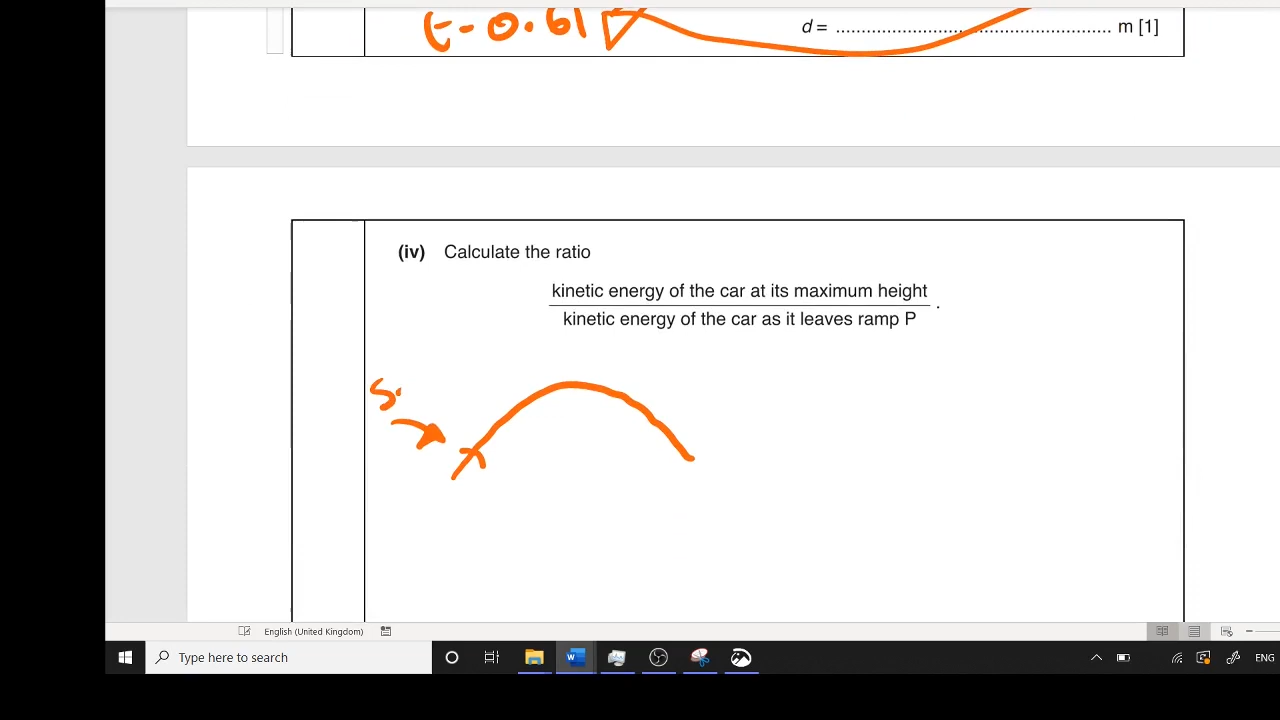 t- 0.61
d = ........................................................ m [1]
(iv) Calculate the ratio
kinetic energy of the car at its maximum height
kinetic energy of the car as it leaves ramp P .
English (United Kingdom)
Type here to search
ENG